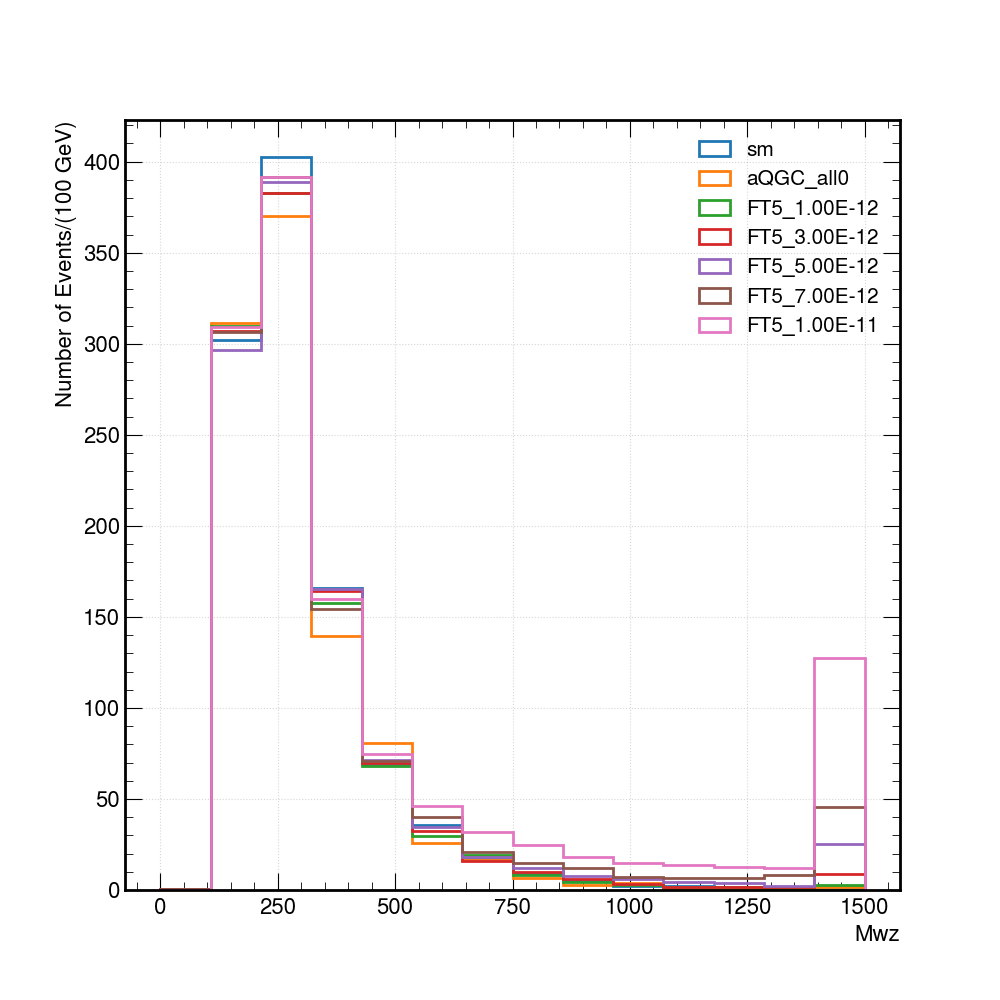 Number of Events/(100 GeV)
400
350
300
250
200
150
100
50
0
sm
aQGC_all0
FT5_1.00E-12
FT5_3.00E-12
FT5_5.00E-12
FT5_7.00E-12
FT5_1.00E-11
0 250 500 750 1000 1250 1500
Mwz